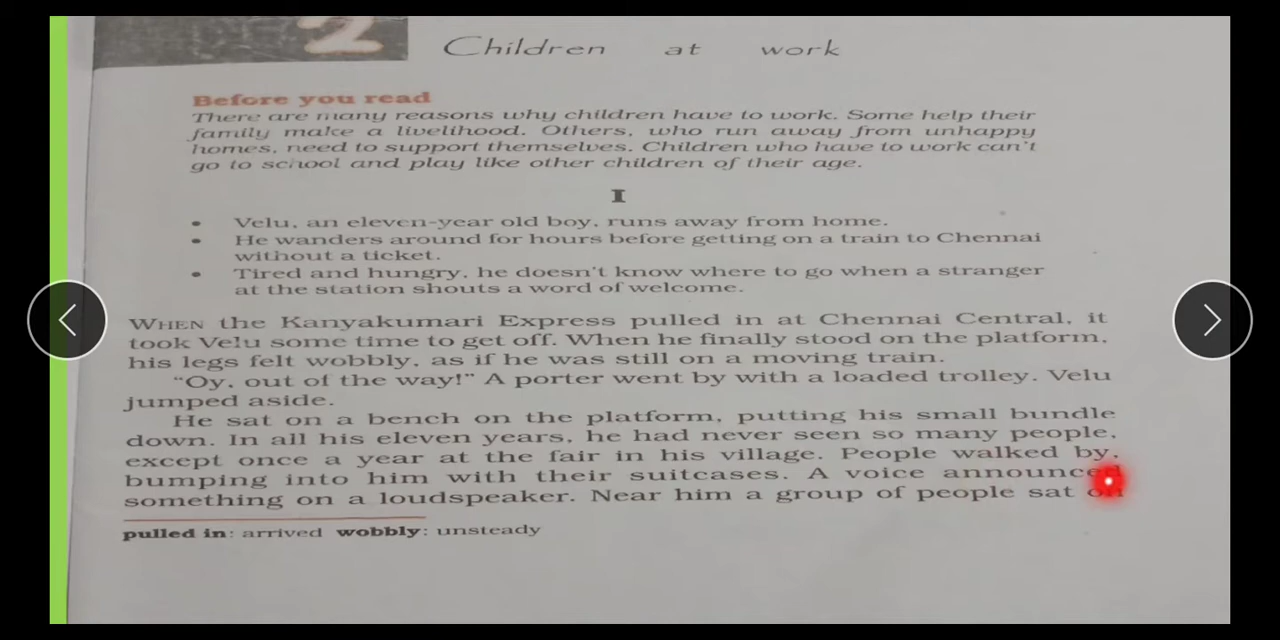 2
Children at work
Before you read
There are many reasons why children have to work. Some help their
family make a livelihood. Others, who run away from unhappy
homes, need to support themselves. Children who have to work can't
go to school and play like other children of their age.
I
• Velu, an eleven-year old boy, runs away from home.
• He wanders around for hours before getting on a train to Chennai
without a ticket.
• Tired and hungry, he doesn't know where to go when a stranger
at the station shouts a word of welcome.
WHEN the Kanyakumari Express pulled in at Chennai Central, it
took Velu some time to get off. When he finally stood on the platform,
his legs felt wobbly, as if he was still on a moving train.
"Oy, out of the way!" A porter went by with a loaded trolley. Velu
jumped aside.
He sat on a bench on the platform, putting his small bundle
down. In all his eleven years, he had never seen so many people,
except once a year at the fair in his village. People walked by,
bumping into him with their suitcases. A voice announced
something on a loudspeaker. Near him a group of people sat on
pulled in: arrived wobbly: unsteady